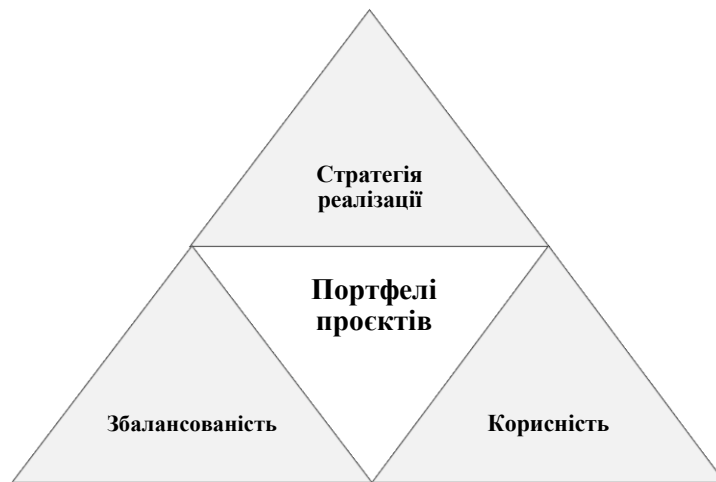 Стратегія
реалізації
Портфелі
проєктів
Збалансованість
Корисність